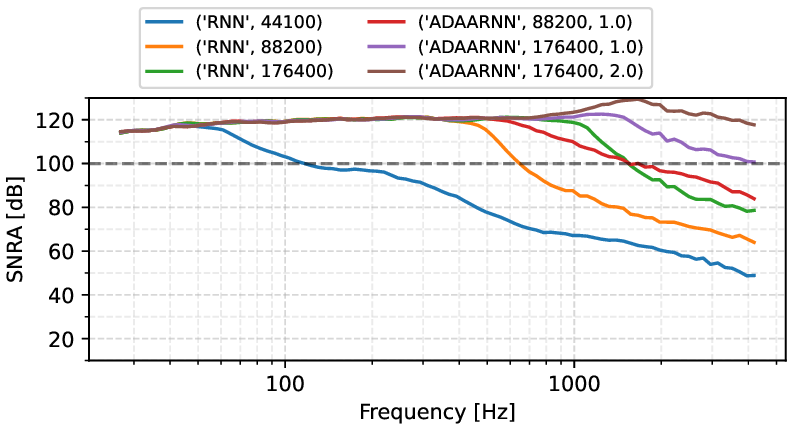 ('RNN', 44100) ('ADAARNN', 88200, 1.0)
('RNN', 88200) ('ADAARNN', 176400, 1.0)
('RNN', 176400) ('ADAARNN', 176400, 2.0)
120
100
80
60
40
20
SNRA [dB]
100 1000
Frequency [Hz]